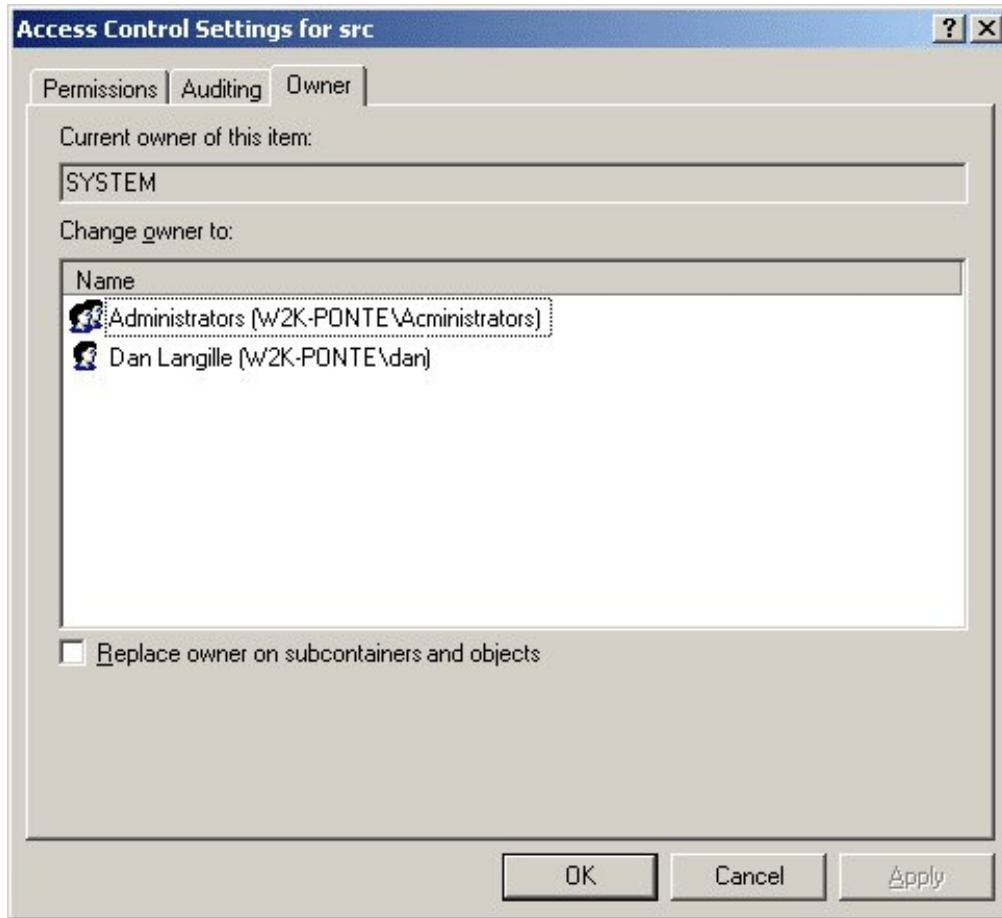 Access Control Settings for src
Permissions Auditing Owner
Current owner of this item:
SYSTEM
Change owner to:
Name
Administrators (W2K-PONTE\Acministrators)
Dan Langille (W2K-PONTE\dan)
Replace owner on subcontainers and objects
OK Cancel Apply